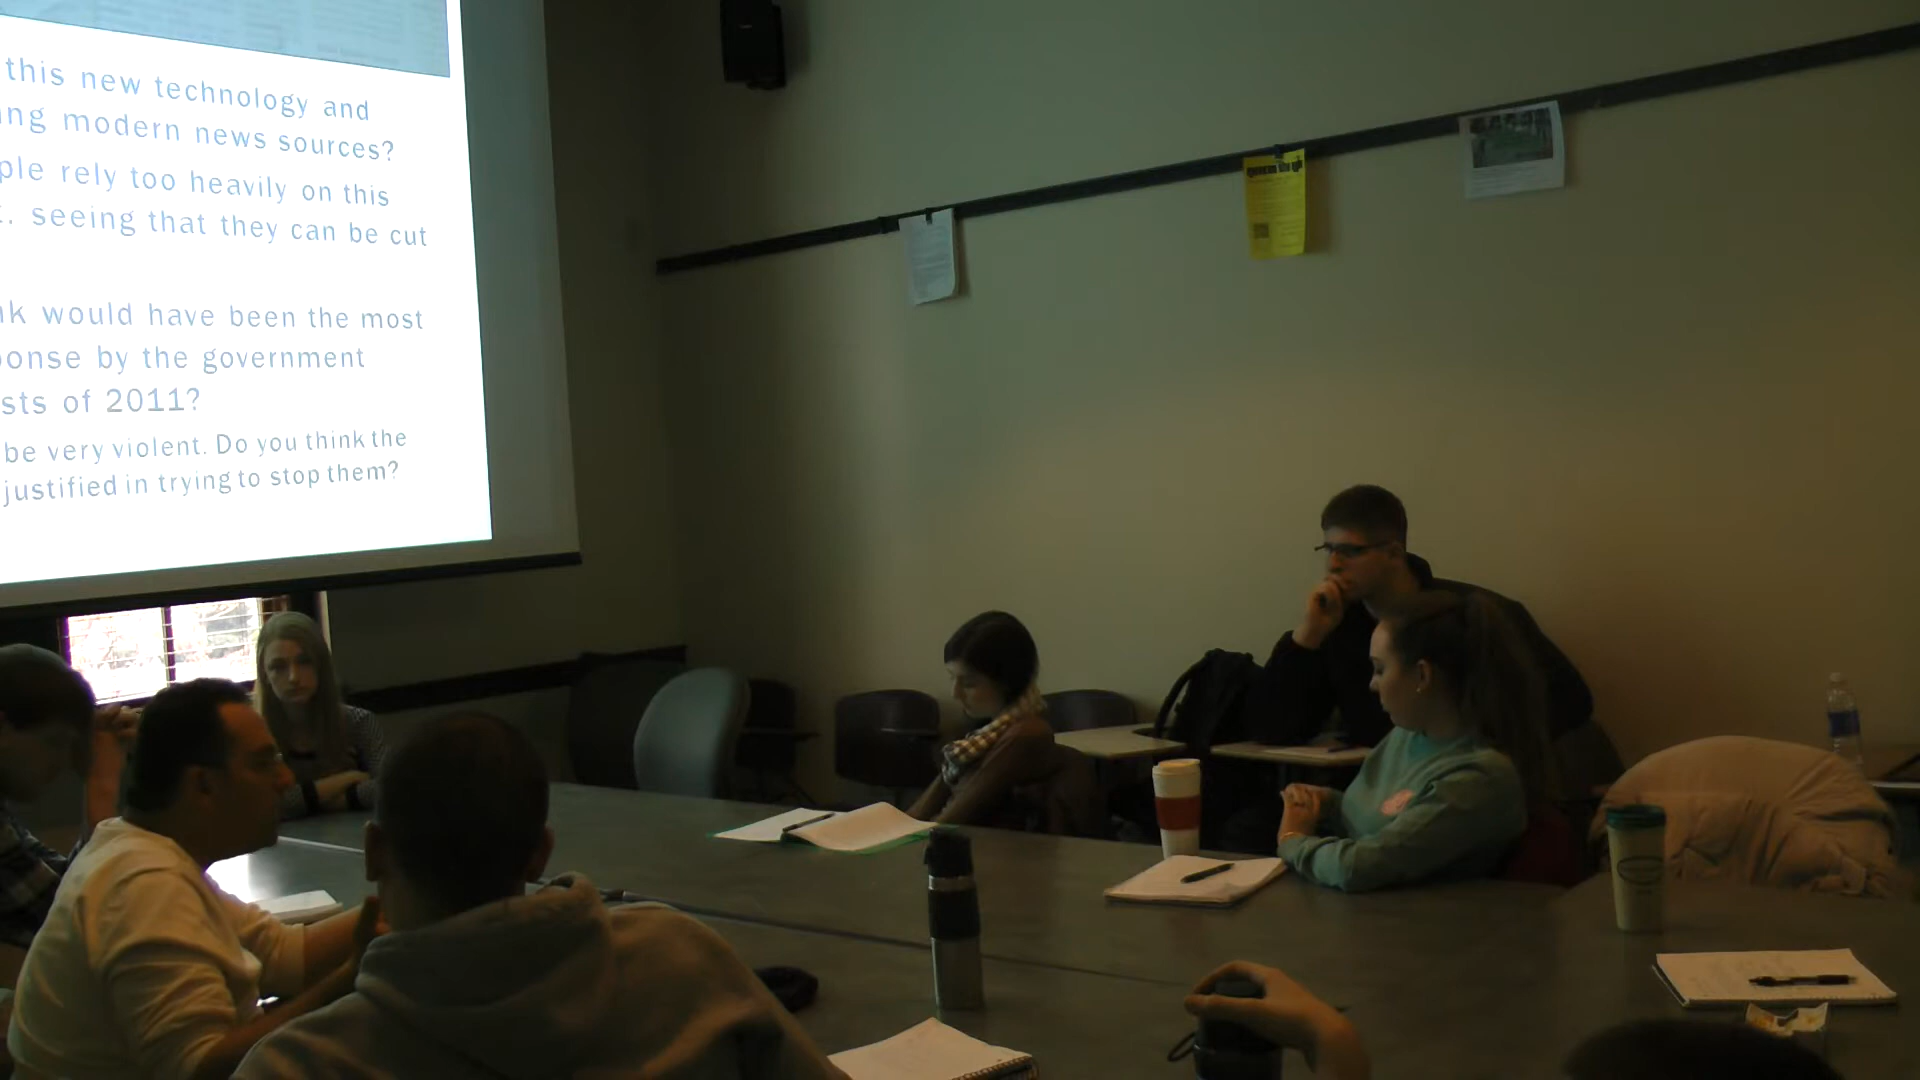 this new technology and
ng modern news sources?
ple rely too heavily on this
. seeing that they can be cut
nk would have been the most
onse by the government
sts of 2011?
be very violent. Do you think the
justified in trying to stop them?